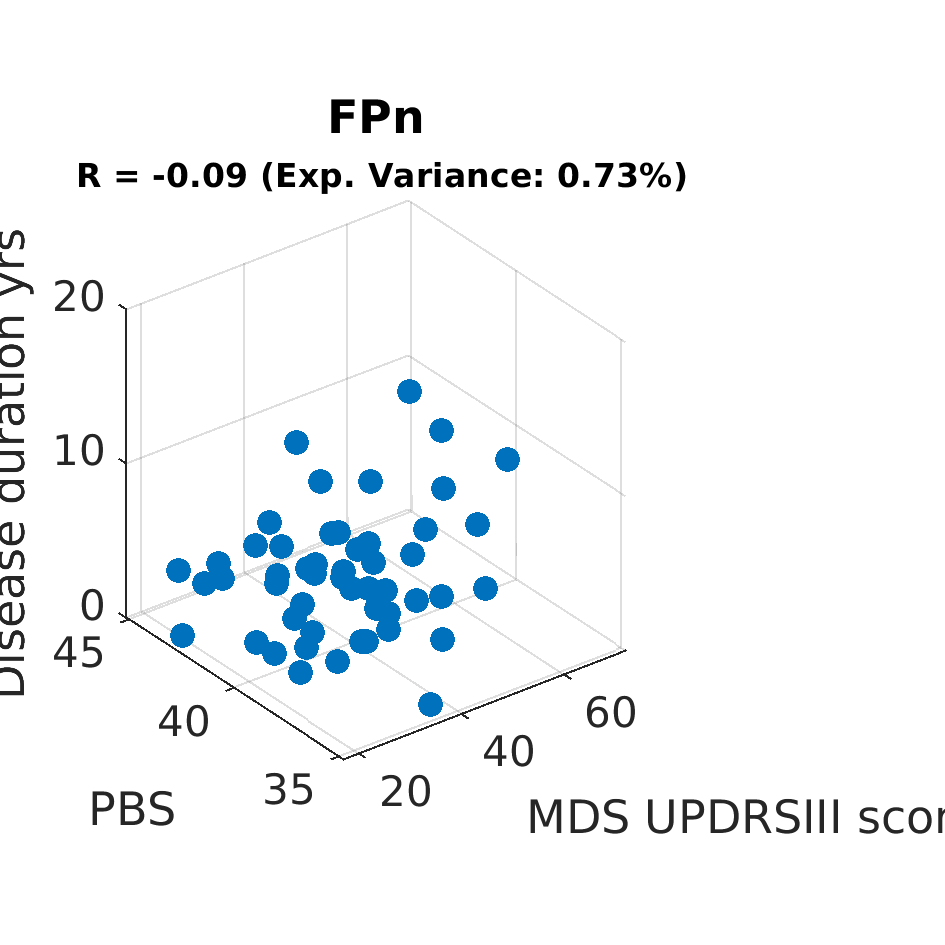 FPn
R = -0.09 (Exp. Variance: 0.73%)
Disease duration yrs
20
10
0
45
40
35
PBS
20
40
60
MDS UPDRSIII scor